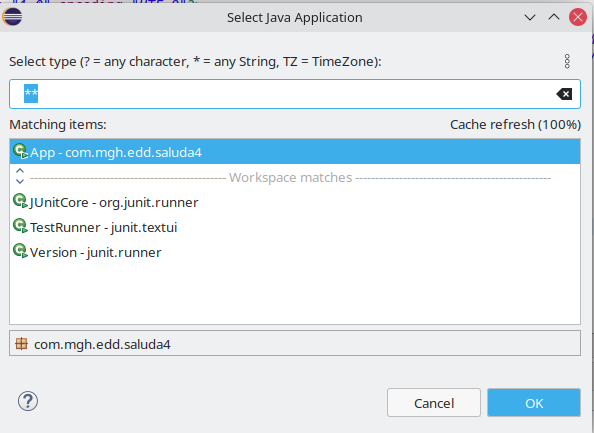 Select Java Application
Select type (? = any character, * = any String, TZ = TimeZone):
**
Matching items: Cache refresh (100%)
App - com.mgh.edd.saluda4
Workspace matches
JUnitCore - org.junit.runner
TestRunner - junit.textui
Version - junit.runner
com.mgh.edd.saluda4
Cancel OK